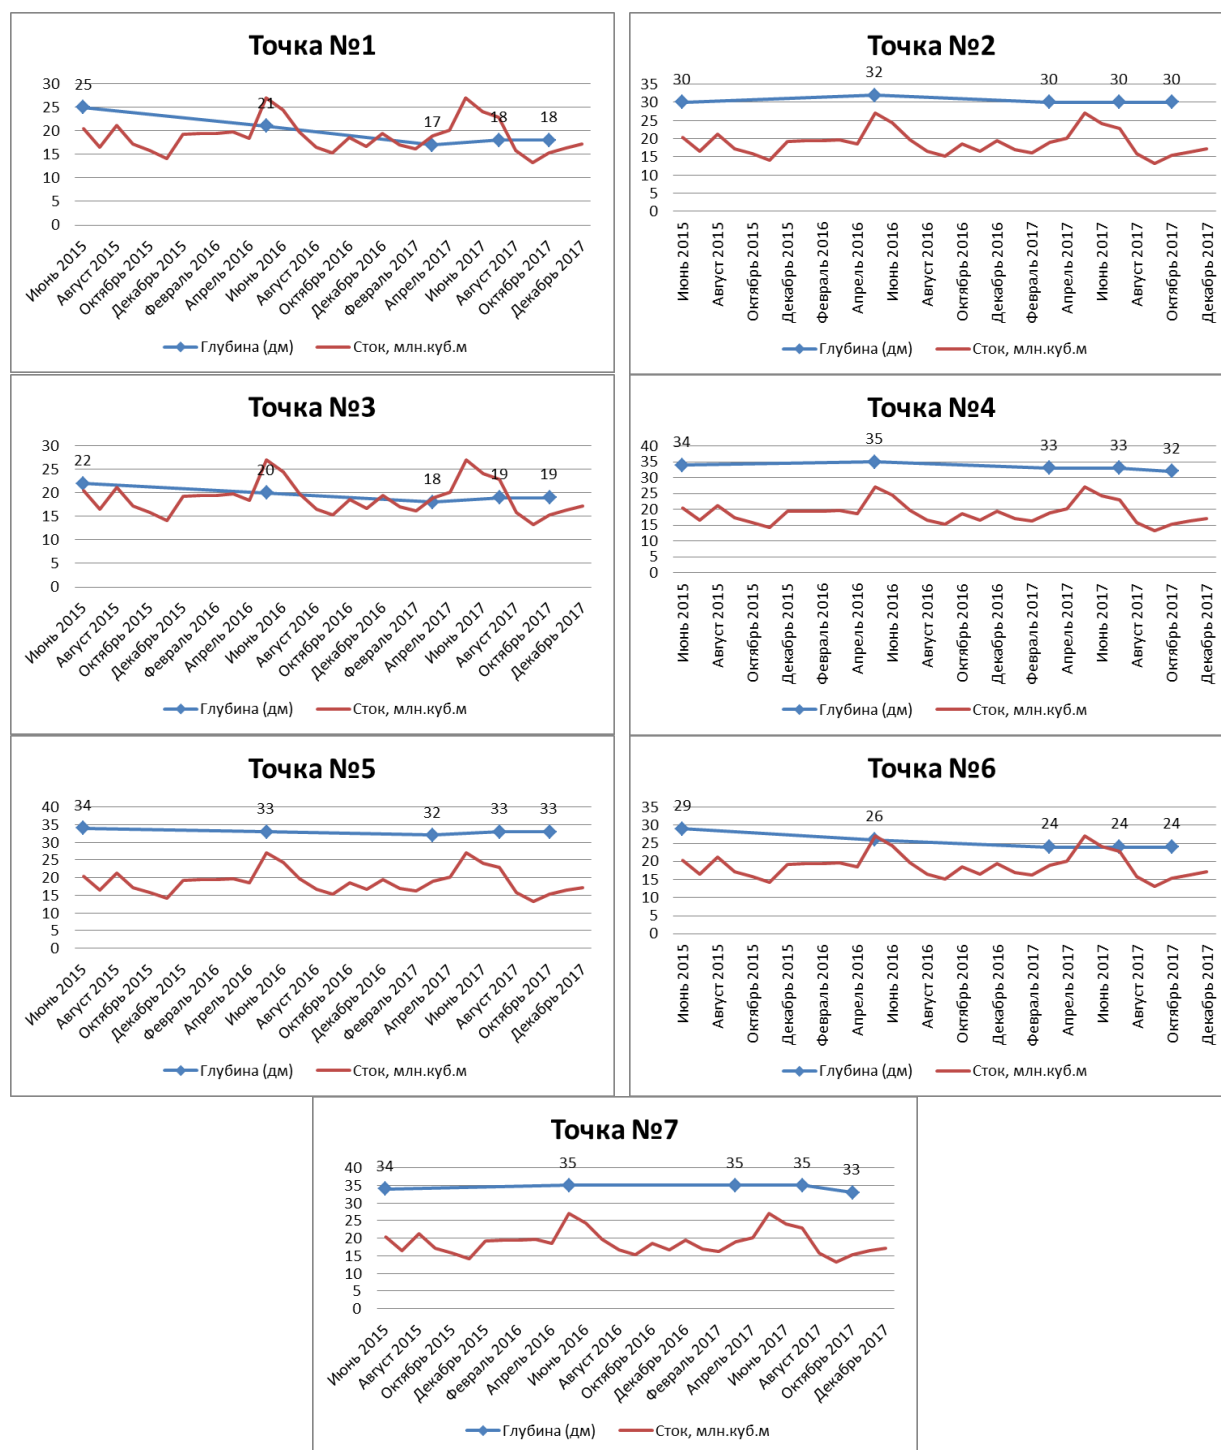 Точка №1
30
25
20
15
10
5
0
25
21
17
18
18
Июнь 2015
Август 2015
Октябрь 2015
Декабрь 2015
Февраль 2016
Апрель 2016
Июнь 2016
Август 2016
Октябрь 2016
Декабрь 2016
Февраль 2017
Апрель 2017
Июнь 2017
Август 2017
Октябрь 2017
Декабрь 2017
Глубина (дм) Сток, млн.куб.м
Точка №2
35
30
25
20
15
10
5
0
30
32
30
30
30
Июнь 2015
Август 2015
Октябрь 2015
Декабрь 2015
Февраль 2016
Апрель 2016
Июнь 2016
Август 2016
Октябрь 2016
Декабрь 2016
Февраль 2017
Апрель 2017
Июнь 2017
Август 2017
Октябрь 2017
Декабрь 2017
Глубина (дм) Сток, млн.куб.м
Точка №3
30
25
20
15
10
5
0
22
20
18
19
19
Июнь 2015
Август 2015
Октябрь 2015
Декабрь 2015
Февраль 2016
Апрель 2016
Июнь 2016
Август 2016
Октябрь 2016
Декабрь 2016
Февраль 2017
Апрель 2017
Июнь 2017
Август 2017
Октябрь 2017
Декабрь 2017
Глубина (дм) Сток, млн.куб.м
Точка №4
40
35
30
25
20
15
10
5
0
34
35
33
33
32
Июнь 2015
Август 2015
Октябрь 2015
Декабрь 2015
Февраль 2016
Апрель 2016
Июнь 2016
Август 2016
Октябрь 2016
Декабрь 2016
Февраль 2017
Апрель 2017
Июнь 2017
Август 2017
Октябрь 2017
Декабрь 2017
Глубина (дм) Сток, млн.куб.м
Точка №5
40
35
30
25
20
15
10
5
0
34
33
32
33
33
Июнь 2015
Август 2015
Октябрь 2015
Декабрь 2015
Февраль 2016
Апрель 2016
Июнь 2016
Август 2016
Октябрь 2016
Декабрь 2016
Февраль 2017
Апрель 2017
Июнь 2017
Август 2017
Октябрь 2017
Декабрь 2017
Глубина (дм) Сток, млн.куб.м
Точка №6
35
30
25
20
15
10
5
0
29
26
24
24
24
Июнь 2015
Август 2015
Октябрь 2015
Декабрь 2015
Февраль 2016
Апрель 2016
Июнь 2016
Август 2016
Октябрь 2016
Декабрь 2016
Февраль 2017
Апрель 2017
Июнь 2017
Август 2017
Октябрь 2017
Декабрь 2017
Глубина (дм) Сток, млн.куб.м
Точка №7
40
35
30
25
20
15
10
5
0
34
35
35
35
33
Июнь 2015
Август 2015
Октябрь 2015
Декабрь 2015
Февраль 2016
Апрель 2016
Июнь 2016
Август 2016
Октябрь 2016
Декабрь 2016
Февраль 2017
Апрель 2017
Июнь 2017
Август 2017
Октябрь 2017
Декабрь 2017
Глубина (дм) Сток, млн.куб.м